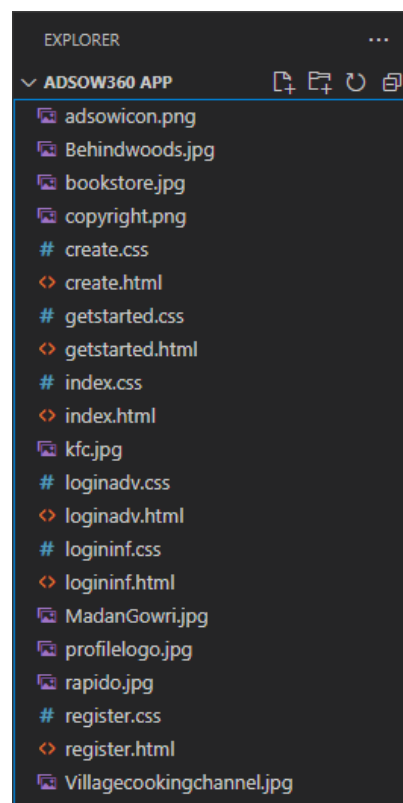 EXPLORER
ADSOW360 APP
adsowicon.png
Behindwoods.jpg
bookstore.jpg
copyright.png
# create.css
<> create.html
# getstarted.css
<> getstarted.html
# index.css
<> index.html
kfc.jpg
# loginadv.css
<> loginadv.html
# logininf.css
<> logininf.html
MadanGowri.jpg
profilelogo.jpg
rapido.jpg
# register.css
<> register.html
Villagecookingchannel.jpg